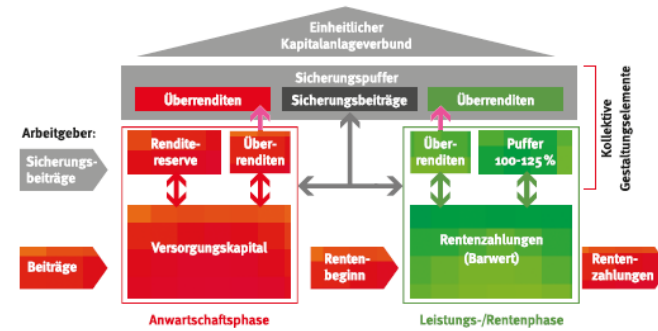 Einheitlicher
Kapitalanlageverbund
Sicherungspuffer
Überrenditen
Sicherungsbeiträge
Überrenditen
Kollektive
Gestaltungselemente
Arbeitgeber:
Sicherungs-
beiträge
Rendite-
reserve
Über-
renditen
Über-
renditen
Puffer
100-125 %
Beiträge
Versorgungskapital
Renten-
beginn
Rentenzahlungen
(Barwert)
Renten-
zahlungen
Anwartschaftsphase
Leistungs-/Rentenphase